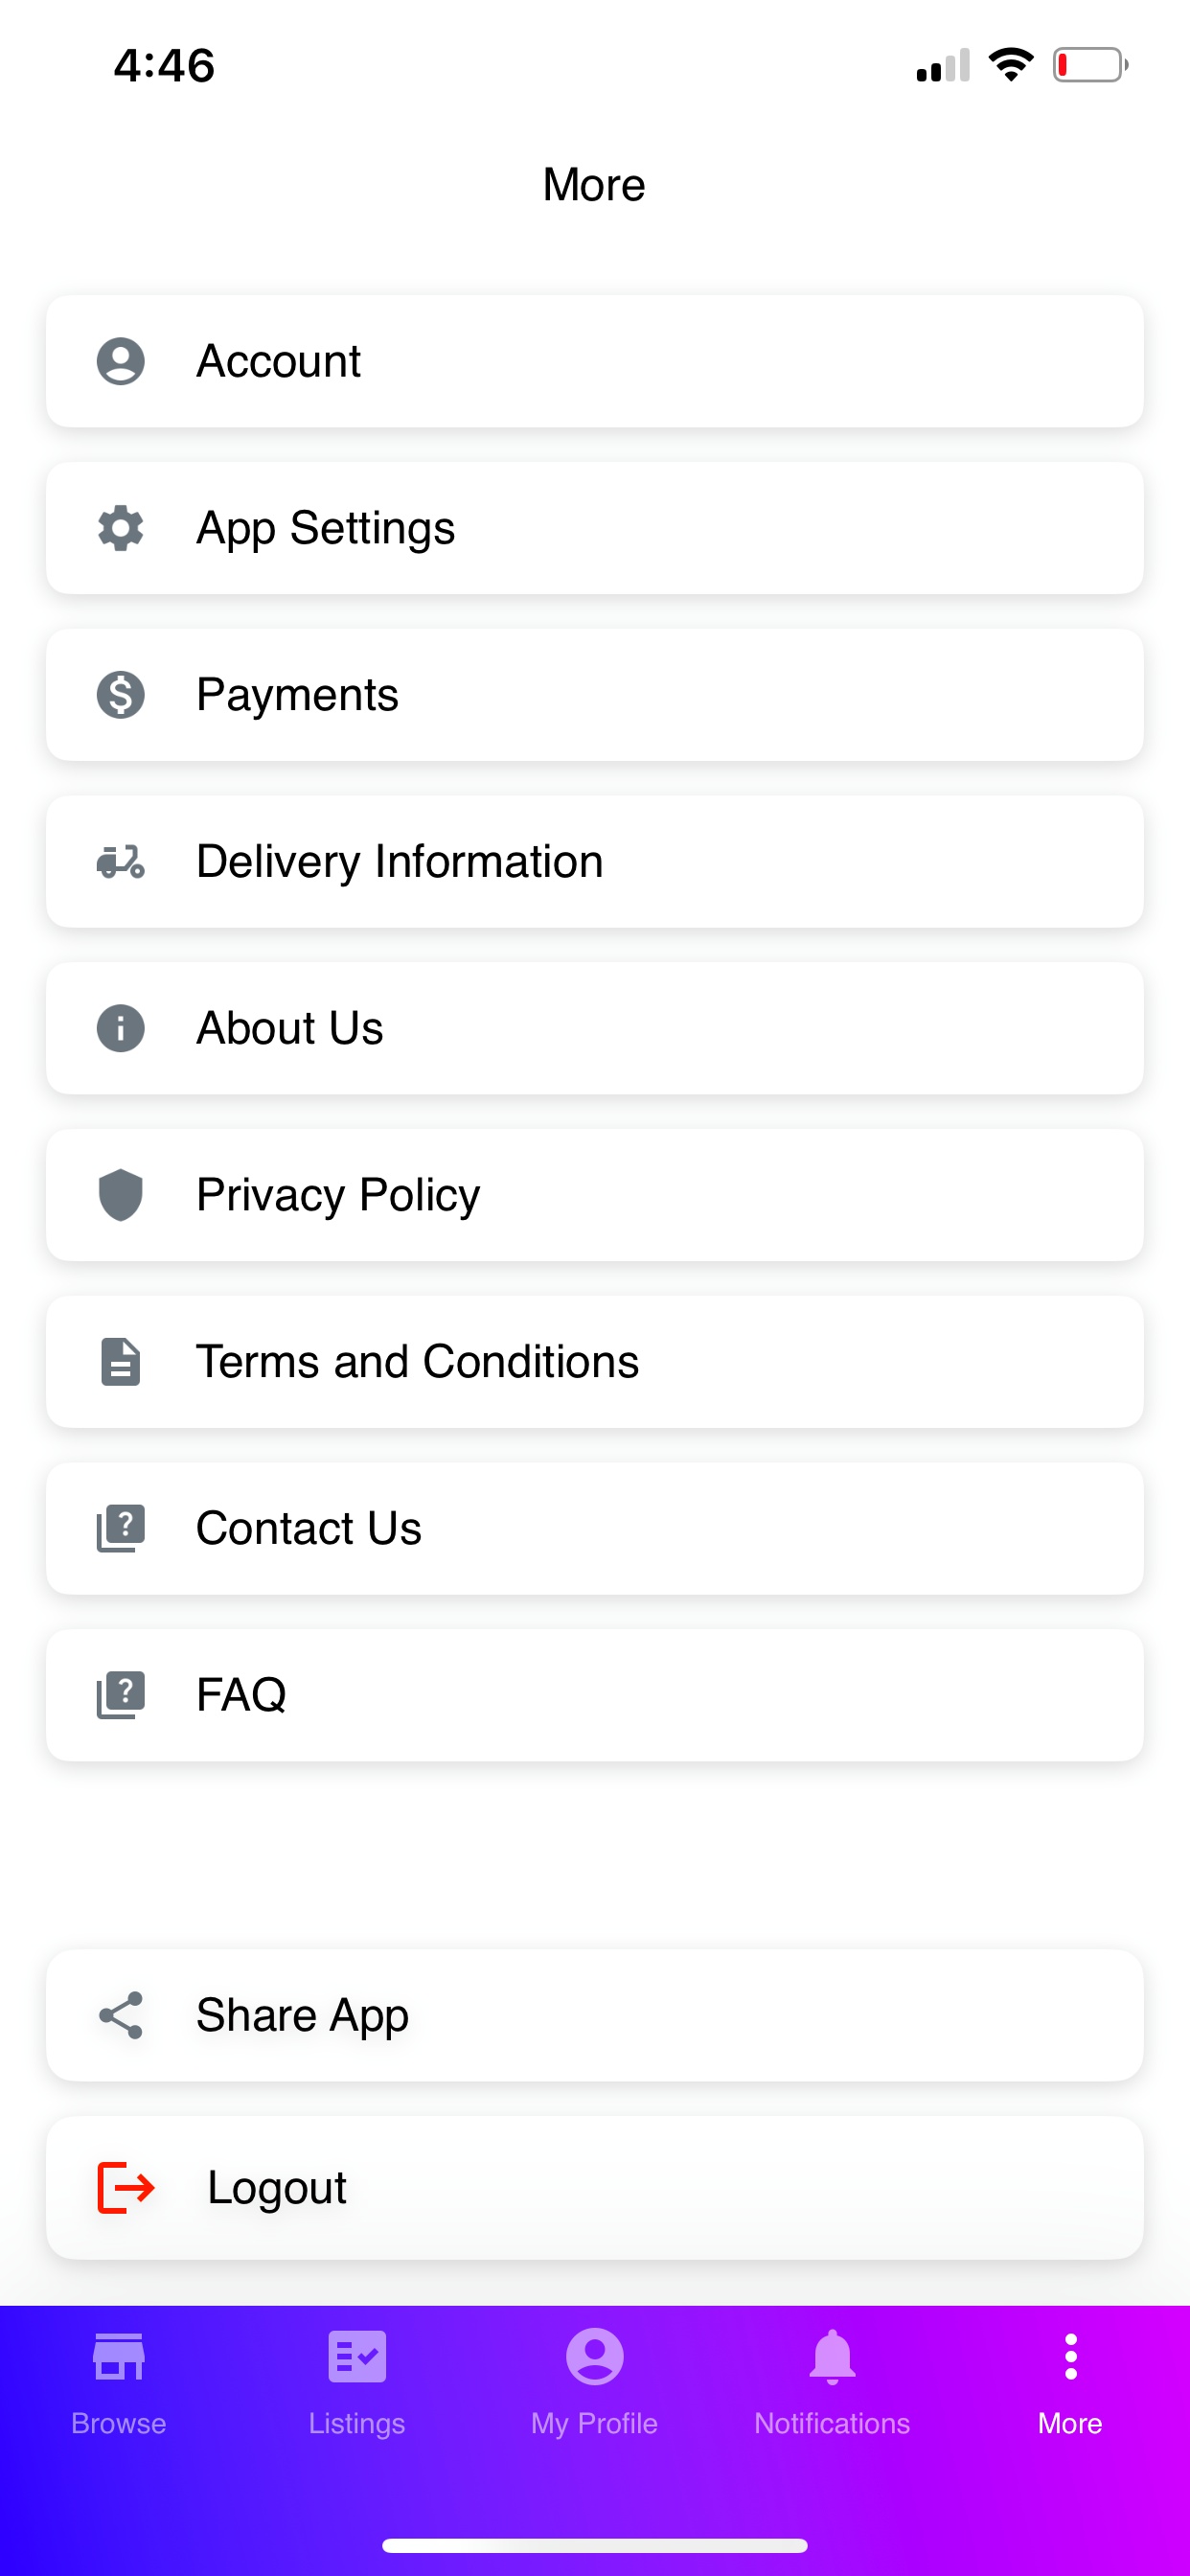 4:46
More
Account
App Settings
Payments
Delivery Information
About Us
Privacy Policy
Terms and Conditions
Contact Us
FAQ
Share App
Logout
Browse
Listings
My Profile
Notifications
More